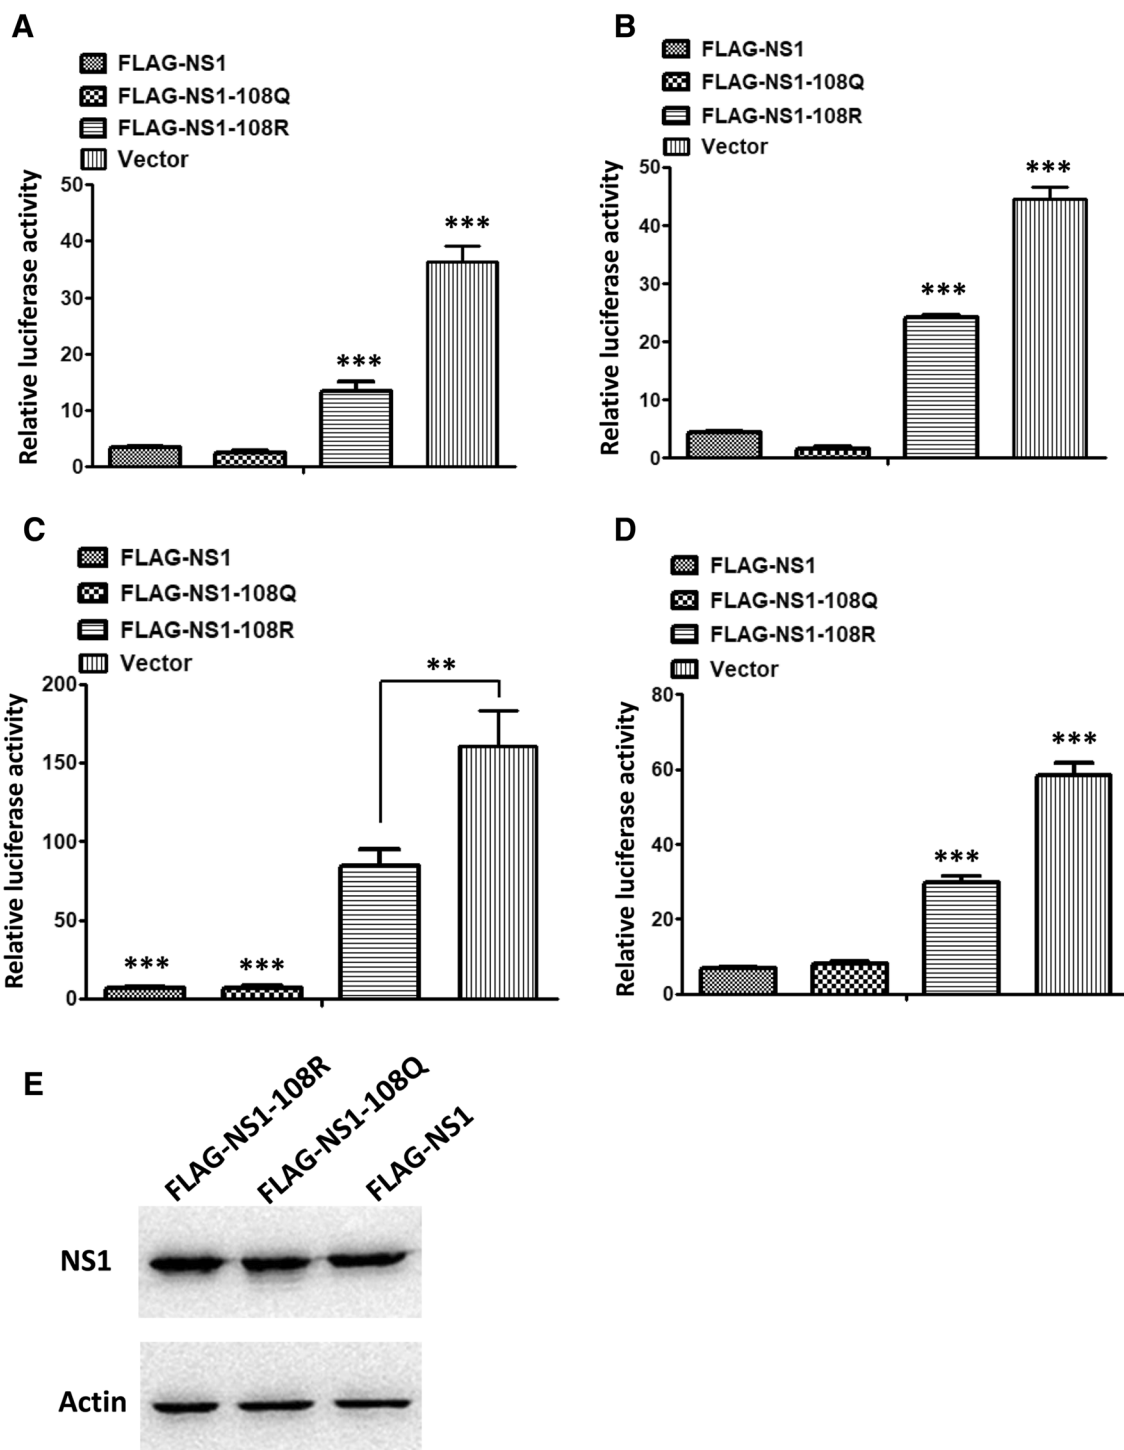 A
FLAG-NS1
FLAG-NS1-108Q
FLAG-NS1-108R
Vector
Relative luciferase activity
50
40
30
20
10
0
***
***
B
FLAG-NS1
FLAG-NS1-108Q
FLAG-NS1-108R
Vector
Relative luciferase activity
50
40
30
20
10
0
***
***
C
FLAG-NS1
FLAG-NS1-108Q
FLAG-NS1-108R
Vector
Relative luciferase activity
200
150
100
50
0
***
***
**
D
FLAG-NS1
FLAG-NS1-108Q
FLAG-NS1-108R
Vector
Relative luciferase activity
80
60
40
20
0
***
***
E
FLAG-NS1-108R
FLAG-NS1-108Q
FLAG-NS1
NS1
Actin